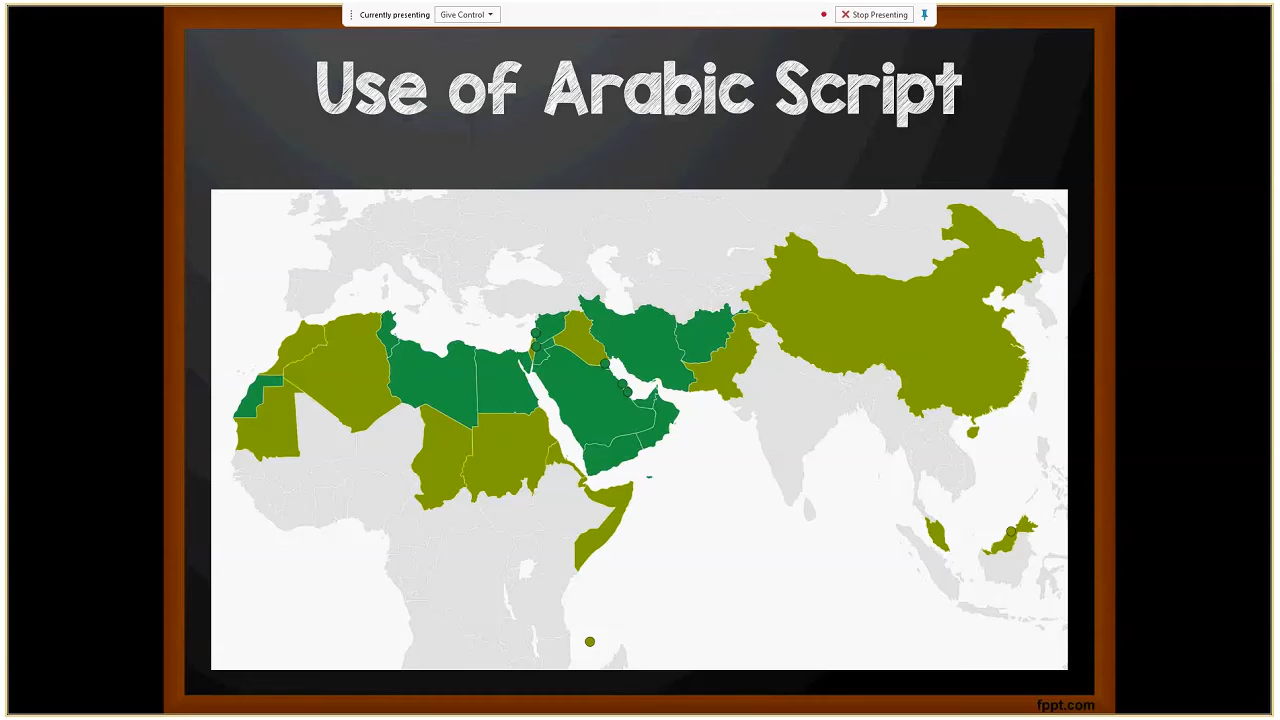 Currently presenting
Give Control
Stop Presenting
Use of Arabic Script
fppt.com